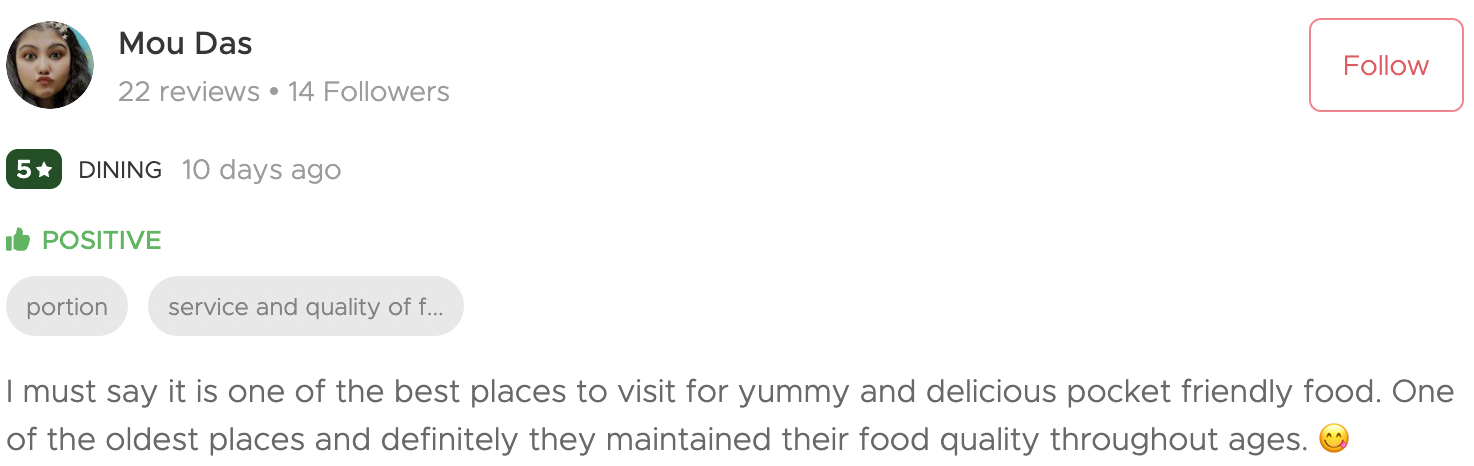 Mou Das
Follow
22 reviews • 14 Followers
5★ DINING 10 days ago
POSITIVE
portion service and quality of f...
I must say it is one of the best places to visit for yummy and delicious pocket friendly food. One
of the oldest places and definitely they maintained their food quality throughout ages. 😋